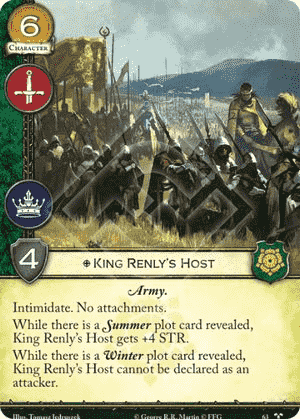 6
CHARACTER
4
KING RENLY'S HOST
Army.
Intimidate. No attachments.
While there is a Summer plot card revealed,
King Renly's Host gets +4 STR.
While there is a Winter plot card revealed,
King Renly's Host cannot be declared as an
attacker.
Illus. Tomasz Jedruszek © George R.R. Martin © FFG